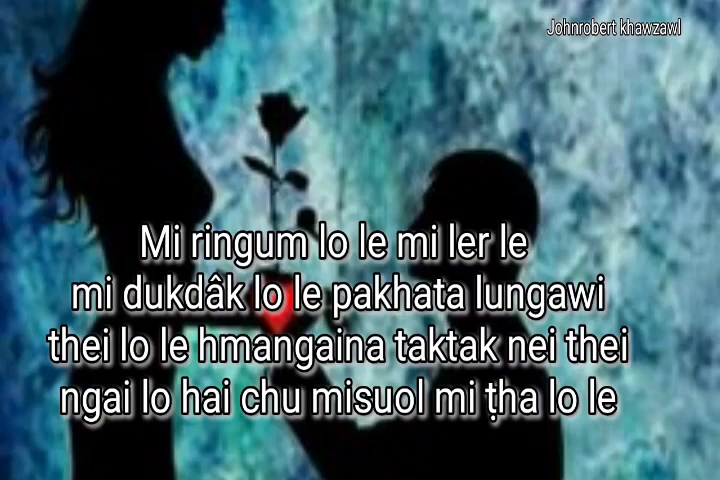 Johnrobert khawzawl
Mi ringum lo le mi ler le
mi dukdâk lo le pakhata lungawi
thei lo le hmangaina taktak nei thei
ngai lo hai chu misuol mi ṭha lo le